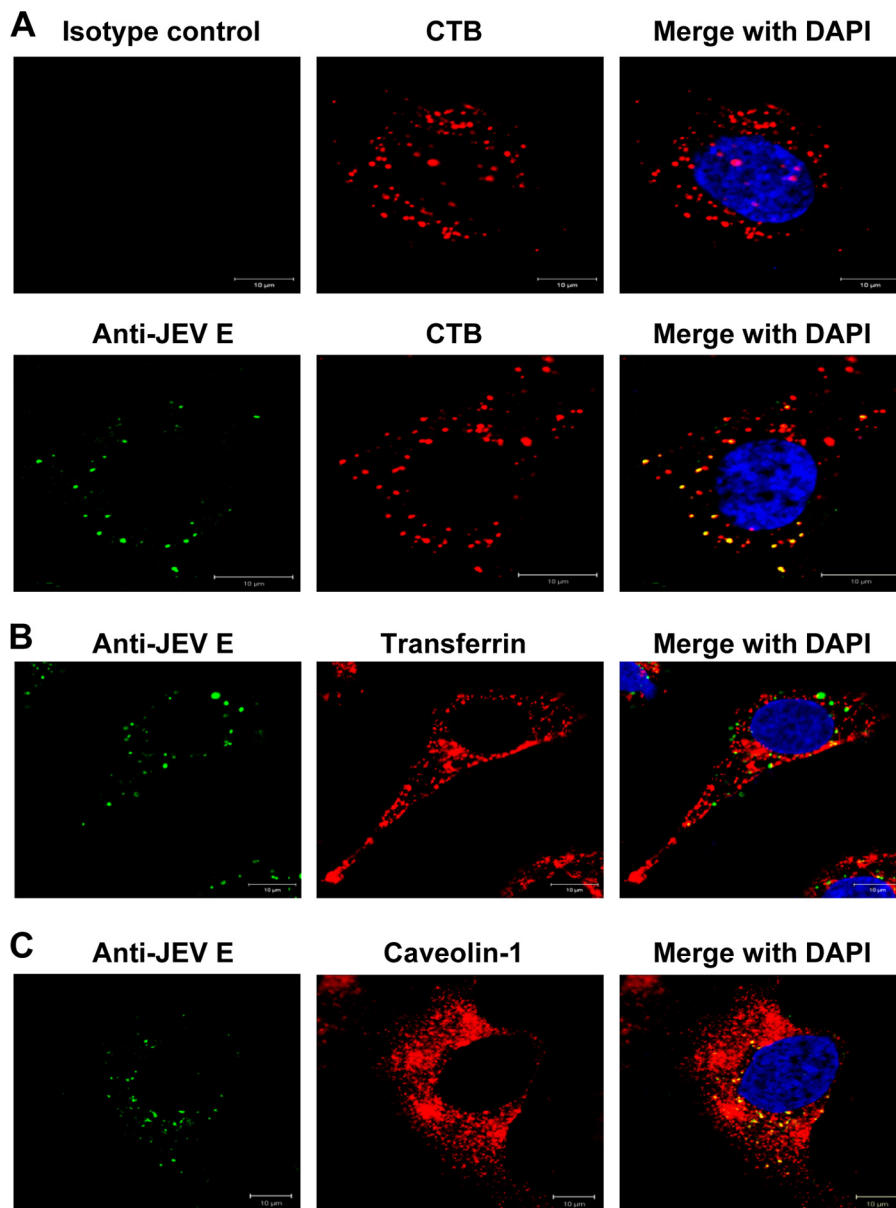 A
Isotype control CTB Merge with DAPI
10 µm 10 µm 10 µm
Anti-JEV E CTB Merge with DAPI
10 µm 10 µm 10 µm
B
Anti-JEV E Transferrin Merge with DAPI
10 µm 10 µm 10 µm
C
Anti-JEV E Caveolin-1 Merge with DAPI
10 µm 10 µm 10 µm